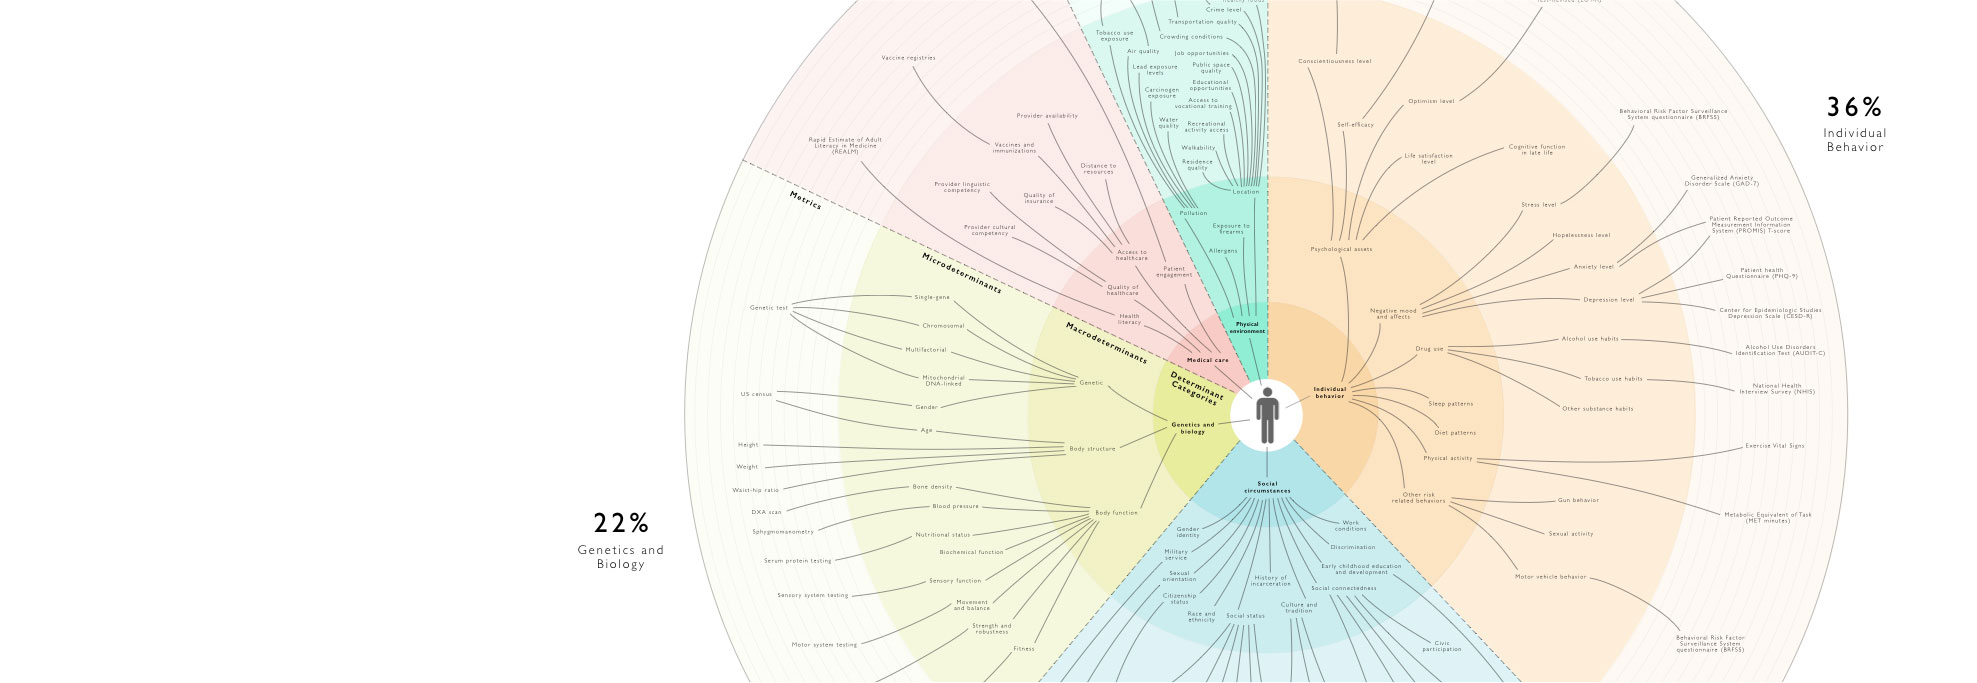 36%
Individual
Behavior
22%
Genetics and
Biology
Metrics
Microdeterminants
Macrodeterminants
Determinant
Categories
Vaccine registries
Rapid Estimate of Adult
Literacy in Medicine
(REALM)
Provider availability
Vaccines and
immunizations
Distance to
resources
Provider linguistic
competency
Quality of
insurance
Provider cultural
competency
Access to
healthcare
Patient
engagement
Quality of
healthcare
Health
literacy
Medical care
Crime level
Transportation quality
Tobacco use
exposure
Crowding conditions
Air quality
Job opportunities
Lead exposure
levels
Public space
quality
Educational
opportunities
Carcinogen
exposure
Access to
vocational training
Water
quality
Recreational
activity access
Walkability
Residence
quality
Location
Pollution
Exposure to
firearms
Allergens
Physical
environment
Conscientiousness level
Optimism level
Self-efficacy
Life satisfaction
level
Cognitive function
in late life
Behavioral Risk Factor Surveillance
System questionnaire (BRFSS)
Stress level
Generalized Anxiety
Disorder Scale (GAD-7)
Psychological assets
Hopelessness level
Patient Reported Outcome
Measurement Information
System (PROMIS) T-score
Anxiety level
Patient health
Questionnaire (PHQ-9)
Depression level
Negative mood
and affects
Center for Epidemiologic Studies
Depression Scale (CESD-R)
Drug use
Alcohol use habits
Alcohol Use Disorders
Identification Test (AUDIT-C)
Tobacco use habits
National Health
Interview Survey (NHIS)
Individual
behavior
Sleep patterns
Other substance habits
Diet patterns
Physical activity
Exercise Vital Signs
Other risk
related behaviors
Gun behavior
Metabolic Equivalent of Task
(MET minutes)
Sexual activity
Motor vehicle behavior
Behavioral Risk Factor
Surveillance System
questionnaire (BRFSS)
Genetic test
Single-gene
Chromosomal
Multifactorial
Mitochondrial
DNA-linked
Genetic
US census
Gender
Age
Genetics and
biology
Height
Body structure
Weight
Waist-hip ratio
Bone density
DXA scan
Blood pressure
Body function
Sphygmomanometry
Nutritional status
Biochemical function
Serum protein testing
Sensory function
Sensory system testing
Movement
and balance
Strength and
robustness
Motor system testing
Fitness
Social
circumstances
Gender
identity
Work
conditions
Military
service
Discrimination
Sexual
orientation
History of
incarceration
Early childhood education
and development
Social connectedness
Citizenship
status
Race and
ethnicity
Social status
Culture and
tradition
Civic
participation